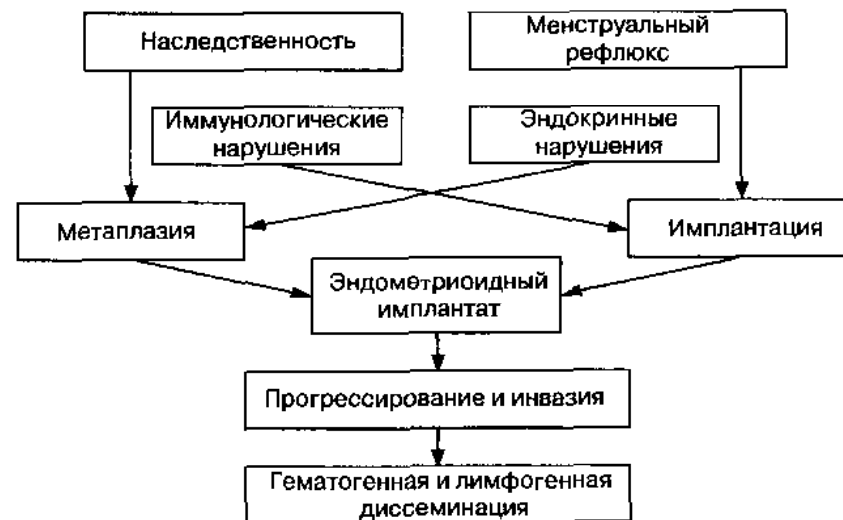 Наследственность
Менструальный
рефлюкс
Иммунологические
нарушения
Эндокринные
нарушения
Метаплазия
Имплантация
Эндометриоидный
имплантат
Прогрессирование и инвазия
Гематогенная и лимфогенная
диссеминация